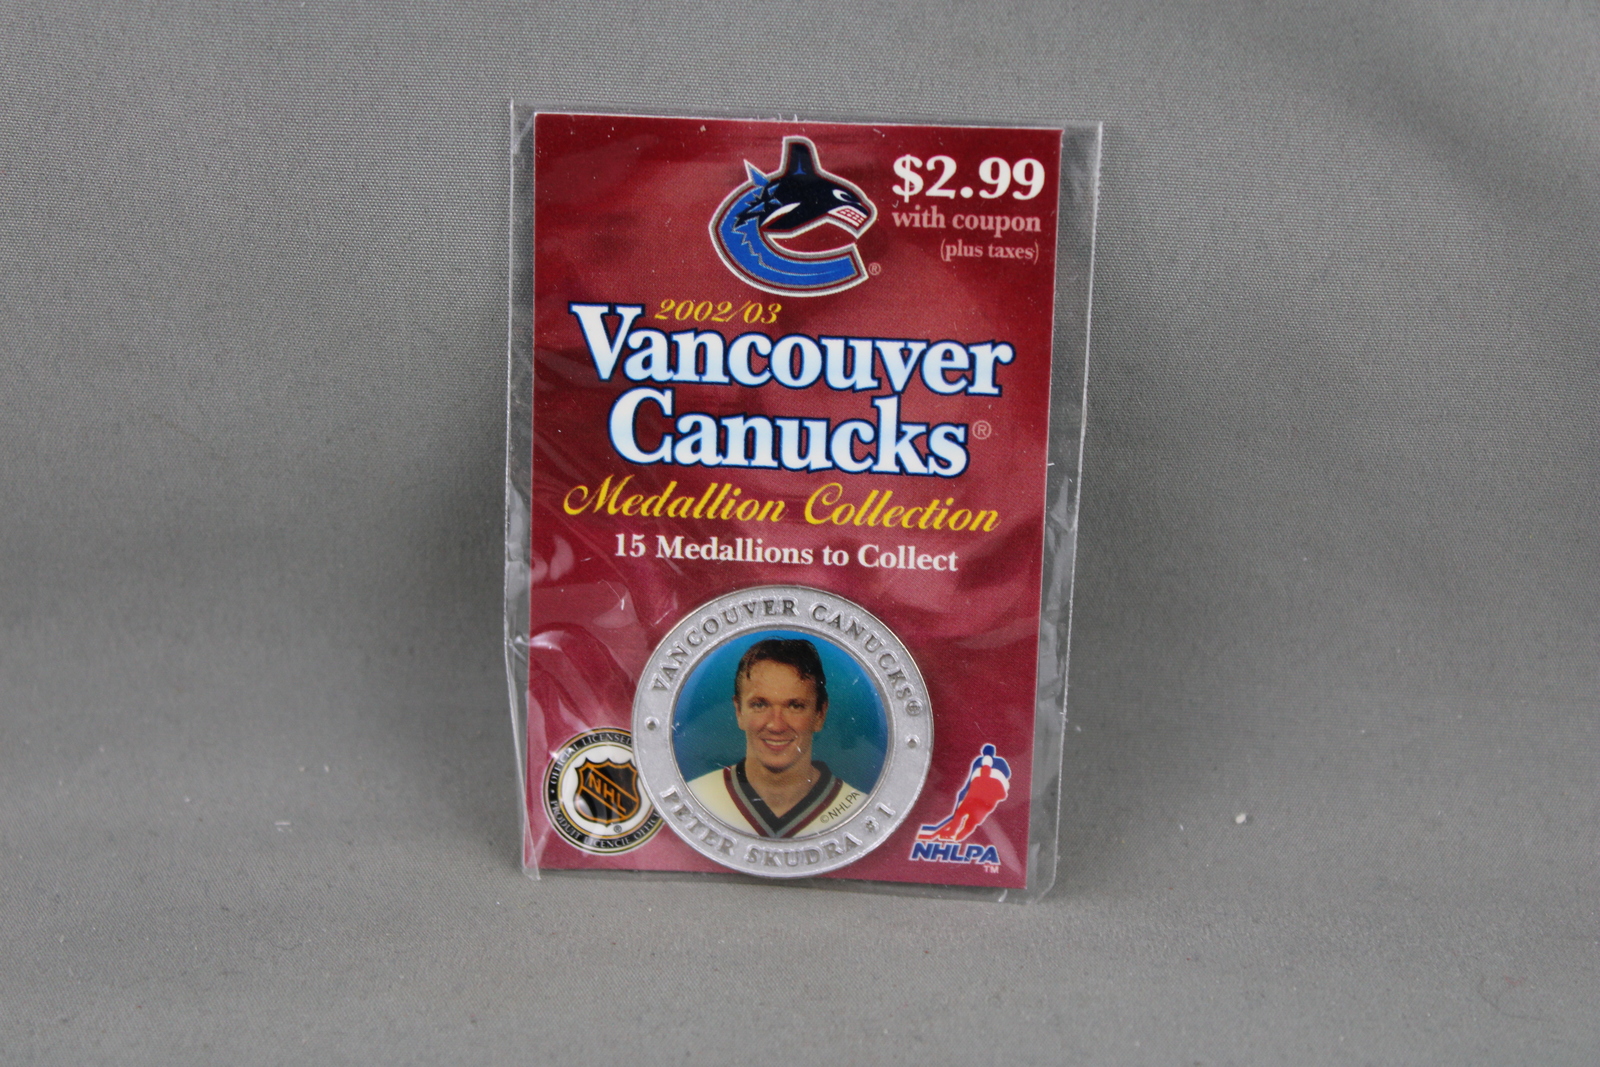 $2.99
with coupon
(plus taxes)
®
2002/03
Vancouver
Canucks®
Medallion Collection
15 Medallions to Collect
VANCOUVER CANUCKS®
©NHLPA
PETER SKUDRA #1
NHL
®
NHLPA
TM